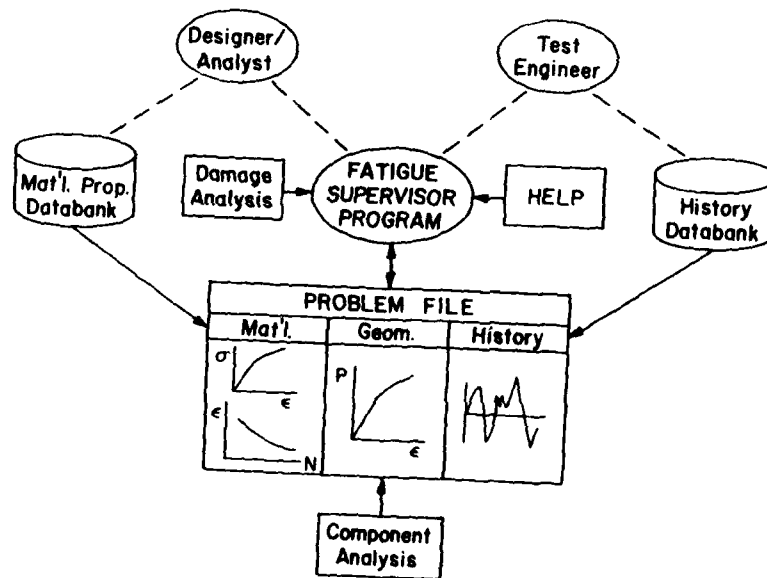 Designer/
Analyst
Test
Engineer
Mat'l. Prop.
Databank
Damage
Analysis
FATIGUE
SUPERVISOR
PROGRAM
HELP
History
Databank
PROBLEM FILE
Mat'l.
Geom.
History
σ
ϵ
ϵ
N
P
ϵ
Component
Analysis